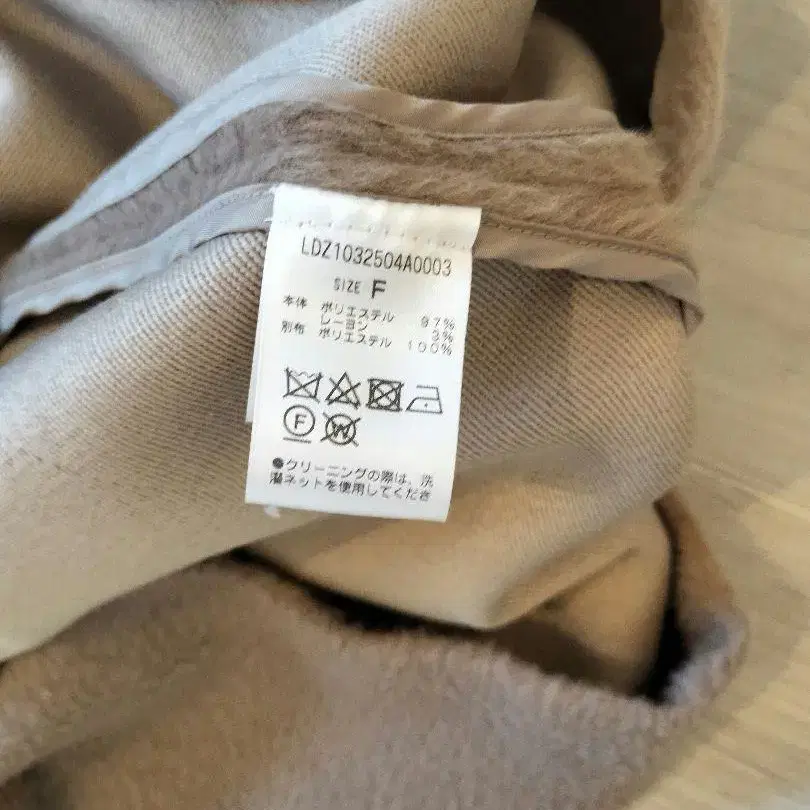 LDZ1032504A0003
SIZE F
本体 ポリエステル 97%
レーヨン 3%
別布 ポリエステル 100%
F W
●クリーニングの際は、洗
濯ネットを使用してくださ